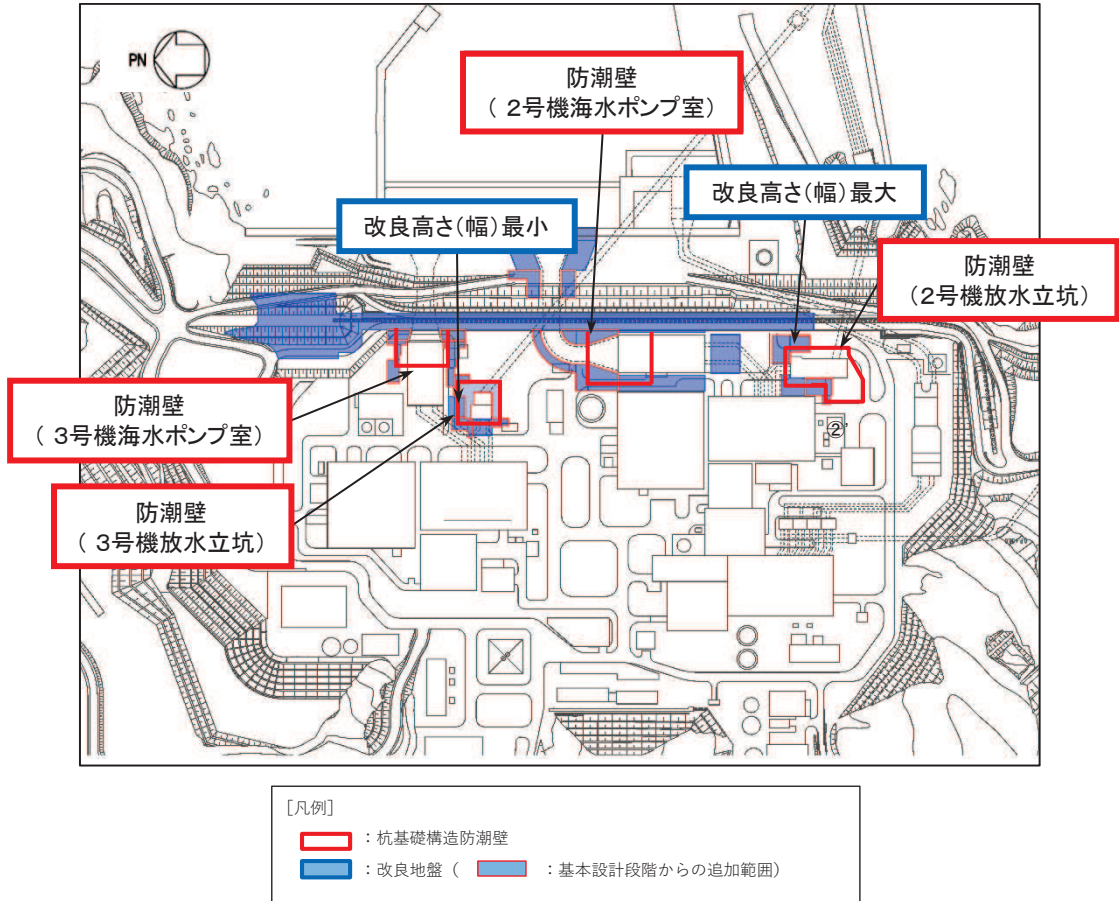 PN
防潮壁
（ 2号機海水ポンプ室）
改良高さ(幅)最大
改良高さ(幅)最小
防潮壁
（2号機放水立坑）
防潮壁
（ 3号機海水ポンプ室）
②'
防潮壁
（ 3号機放水立坑）
［凡例］
：杭基礎構造防潮壁
：改良地盤（　　：基本設計段階からの追加範囲）